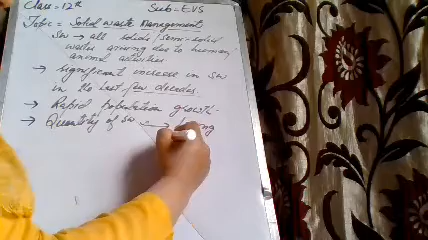 Class = 12th Sub = EVS
Topic = Solid waste Management
SW → all solids / semi-solid
wastes arising due to human/
animal activities
→ Significant increase in SW
in the last few decades.
→ Rapid population growth-
→ Quantity of SW